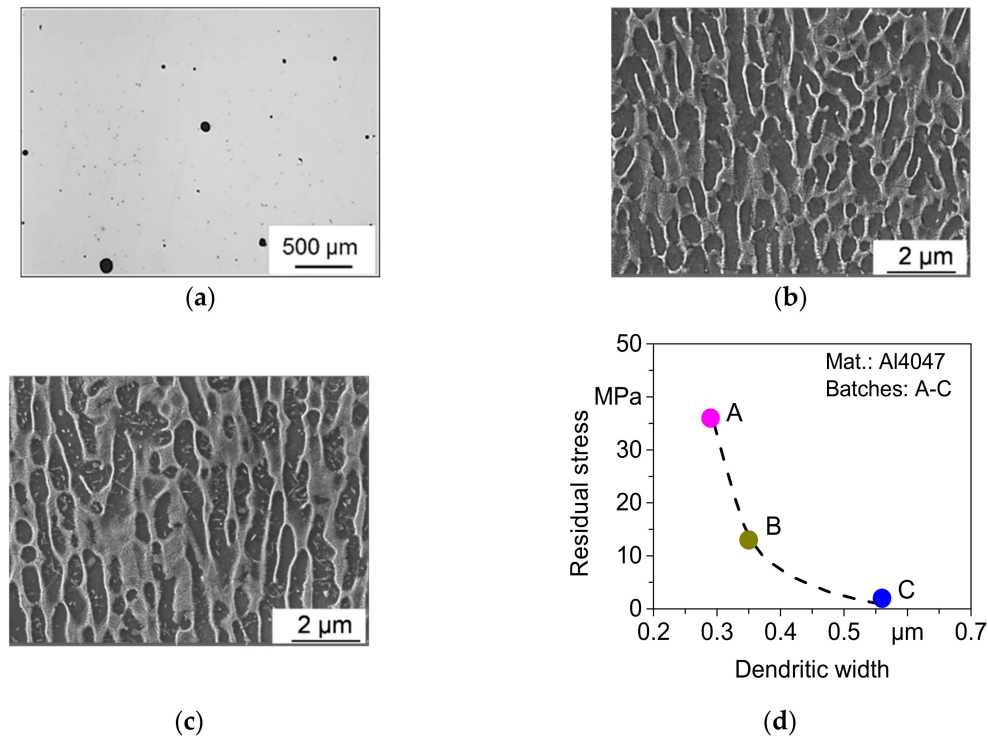 500 µm
(a)
2 µm
(b)
2 µm
(c)
50
MPa
30
20
10
0
0.2 0.3 0.4 0.5 µm 0.7
Residual stress
Dendritic width
Mat.: Al4047
Batches: A-C
A
B
C
(d)